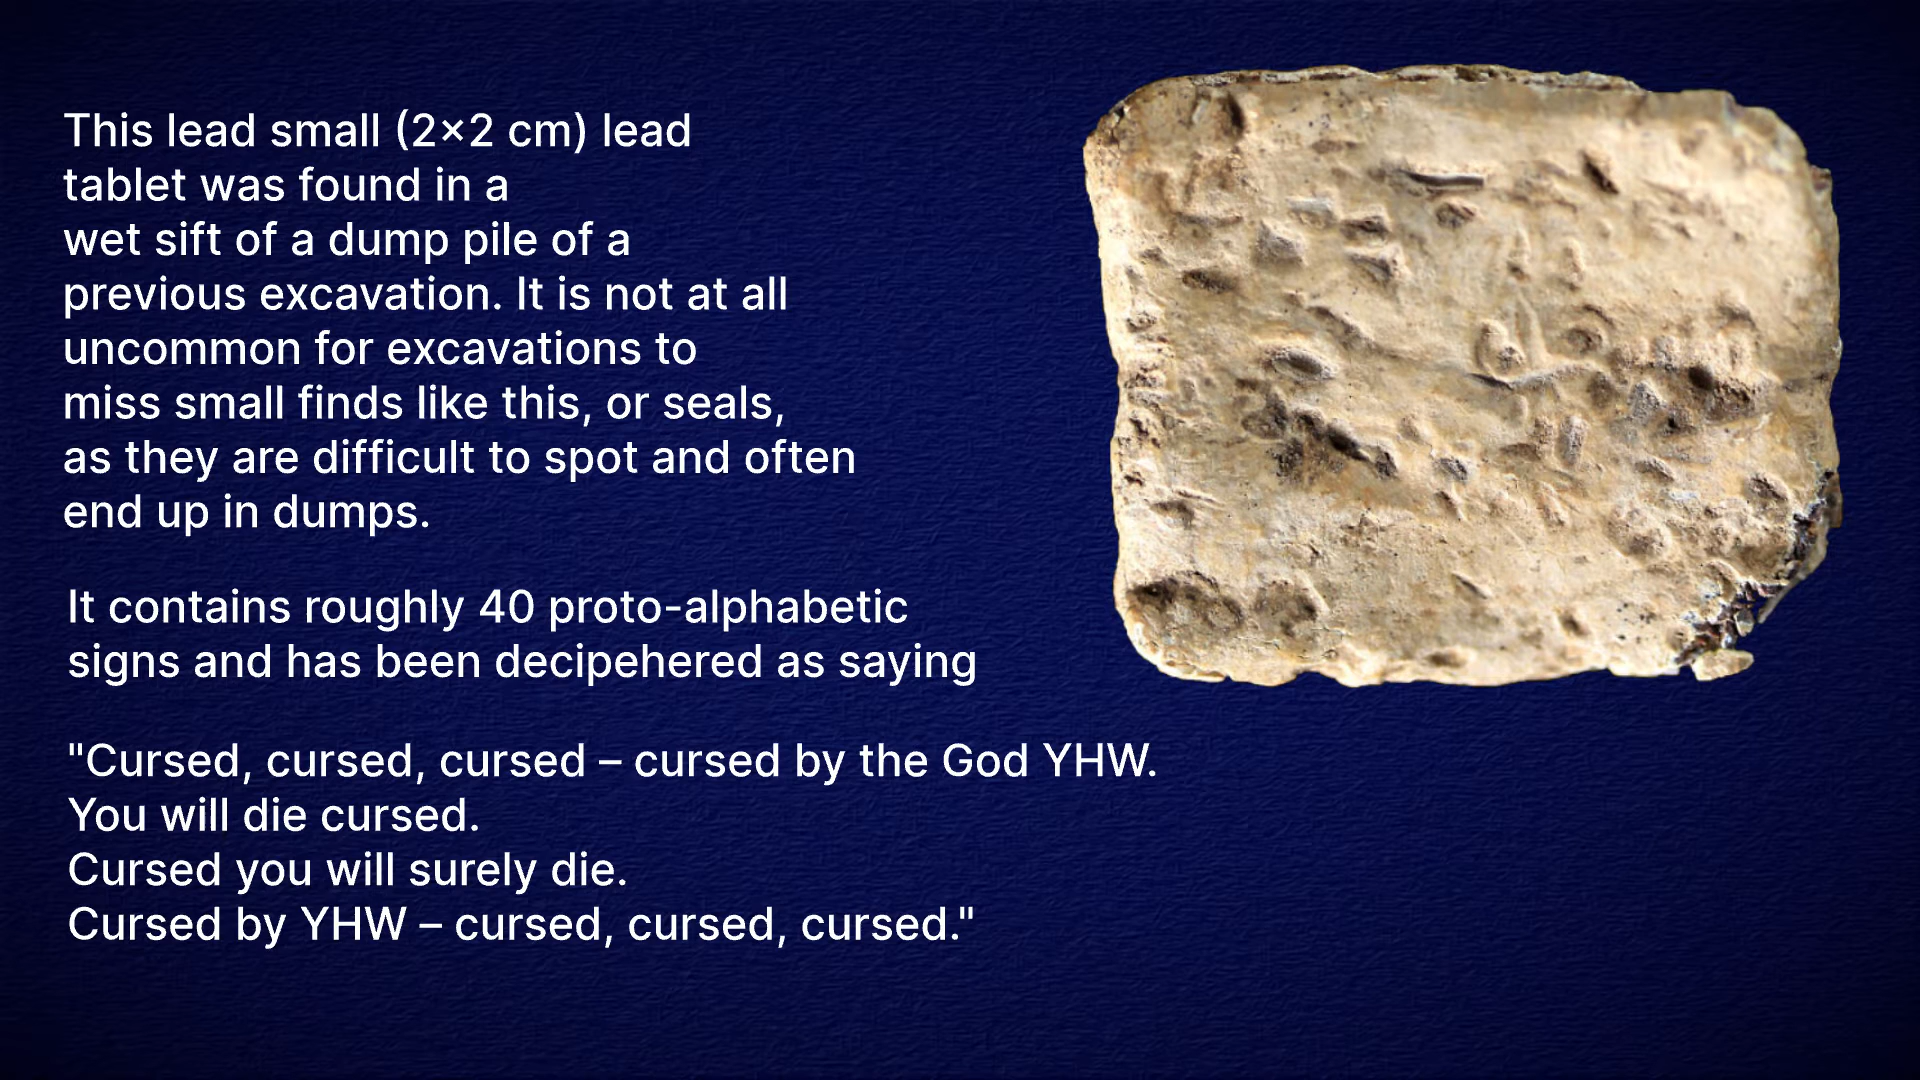 This lead small (2×2 cm) lead
tablet was found in a
wet sift of a dump pile of a
previous excavation. It is not at all
uncommon for excavations to
miss small finds like this, or seals,
as they are difficult to spot and often
end up in dumps.
It contains roughly 40 proto-alphabetic
signs and has been decipehered as saying
"Cursed, cursed, cursed – cursed by the God YHW.
You will die cursed.
Cursed you will surely die.
Cursed by YHW – cursed, cursed, cursed."